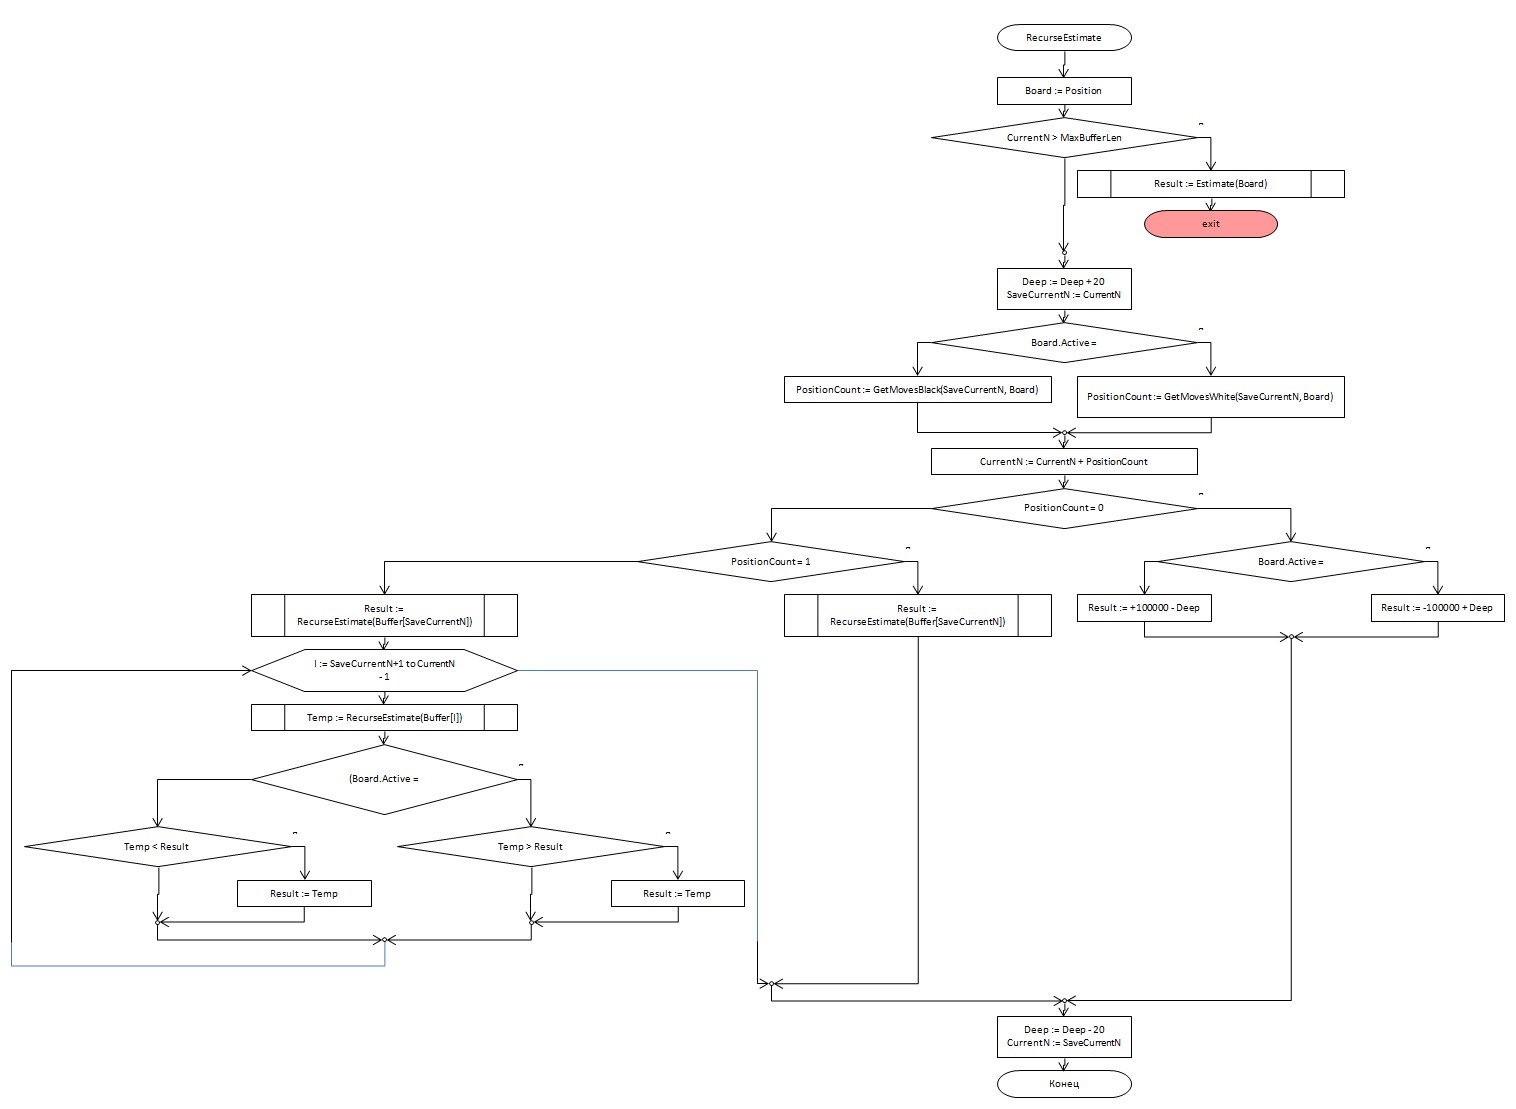 RecurseEstimate
Board := Position
CurrentN > MaxBufferLen
Result := Estimate(Board)
exit
Deep := Deep + 20
SaveCurrentN := CurrentN
Board.Active =
PositionCount := GetMovesBlack(SaveCurrentN, Board)
PositionCount := GetMovesWhite(SaveCurrentN, Board)
CurrentN := CurrentN + PositionCount
PositionCount = 0
PositionCount = 1
Board.Active =
Result :=
RecurseEstimate(Buffer[SaveCurrentN])
Result :=
RecurseEstimate(Buffer[SaveCurrentN])
Result := +100000 - Deep
Result := -100000 + Deep
I := SaveCurrentN+1 to CurrentN
- 1
Temp := RecurseEstimate(Buffer[I])
(Board.Active =
Temp < Result
Temp > Result
Result := Temp
Result := Temp
Deep := Deep - 20
CurrentN := SaveCurrentN
Конец